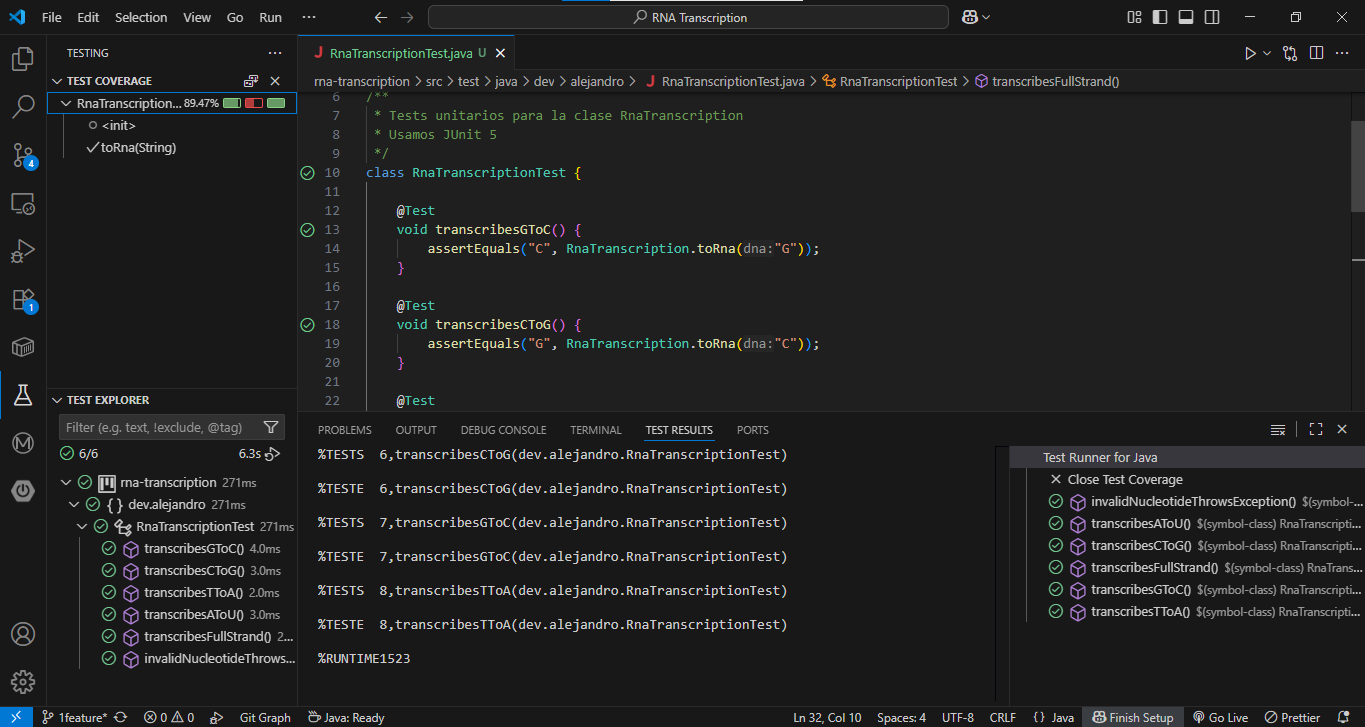 File Edit Selection View Go Run ··· RNA Transcription
TESTING ···
TEST COVERAGE
RnaTranscription... 89.47%
<init>
toRna(String)
4
1
TEST EXPLORER
Filter (e.g. text, !exclude, @tag)
6/6 6.3s
rna-transcription 271ms
{ } dev.alejandro 271ms
RnaTranscriptionTest 271ms
transcribesGToC() 4.0ms
transcribesCToG() 3.0ms
transcribesTToA() 2.0ms
transcribesAToU() 3.0ms
transcribesFullStrand() 2...
invalidNucleotideThrows...
J RnaTranscriptionTest.java U
rna-transcription > src > test > java > dev > alejandro > J RnaTranscriptionTest.java > RnaTranscriptionTest > transcribesFullStrand()
6 /**
7 * Tests unitarios para la clase RnaTranscription
8 * Usamos JUnit 5
9 */
10 class RnaTranscriptionTest {
11
12 @Test
13 void transcribesGToC() {
14 assertEquals("C", RnaTranscription.toRna(dna:"G"));
15 }
16
17 @Test
18 void transcribesCToG() {
19 assertEquals("G", RnaTranscription.toRna(dna:"C"));
20 }
21
22 @Test
PROBLEMS OUTPUT DEBUG CONSOLE TERMINAL TEST RESULTS PORTS
%TESTS 6,transcribesCToG(dev.alejandro.RnaTranscriptionTest)
%TESTE 6,transcribesCToG(dev.alejandro.RnaTranscriptionTest)
%TESTS 7,transcribesGToC(dev.alejandro.RnaTranscriptionTest)
%TESTE 7,transcribesGToC(dev.alejandro.RnaTranscriptionTest)
%TESTS 8,transcribesTToA(dev.alejandro.RnaTranscriptionTest)
%TESTE 8,transcribesTToA(dev.alejandro.RnaTranscriptionTest)
%RUNTIME1523
Test Runner for Java
Close Test Coverage
invalidNucleotideThrowsException() $(symbol-...
transcribesAToU() $(symbol-class) RnaTranscripti...
transcribesCToG() $(symbol-class) RnaTranscripti...
transcribesFullStrand() $(symbol-class) RnaTrans...
transcribesGToC() $(symbol-class) RnaTranscripti...
transcribesTToA() $(symbol-class) RnaTranscripti...
1feature* 0 0 Git Graph Java: Ready Ln 32, Col 10 Spaces: 4 UTF-8 CRLF { } Java Finish Setup Go Live Prettier